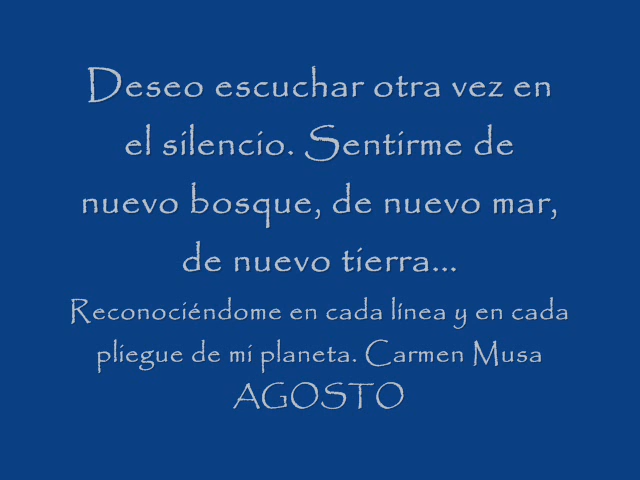 Deseo escuchar otra vez en
el silencio. Sentirme de
nuevo bosque, de nuevo mar,
de nuevo tierra...
Reconociéndome en cada línea y en cada
pliegue de mi planeta. Carmen Musa
AGOSTO